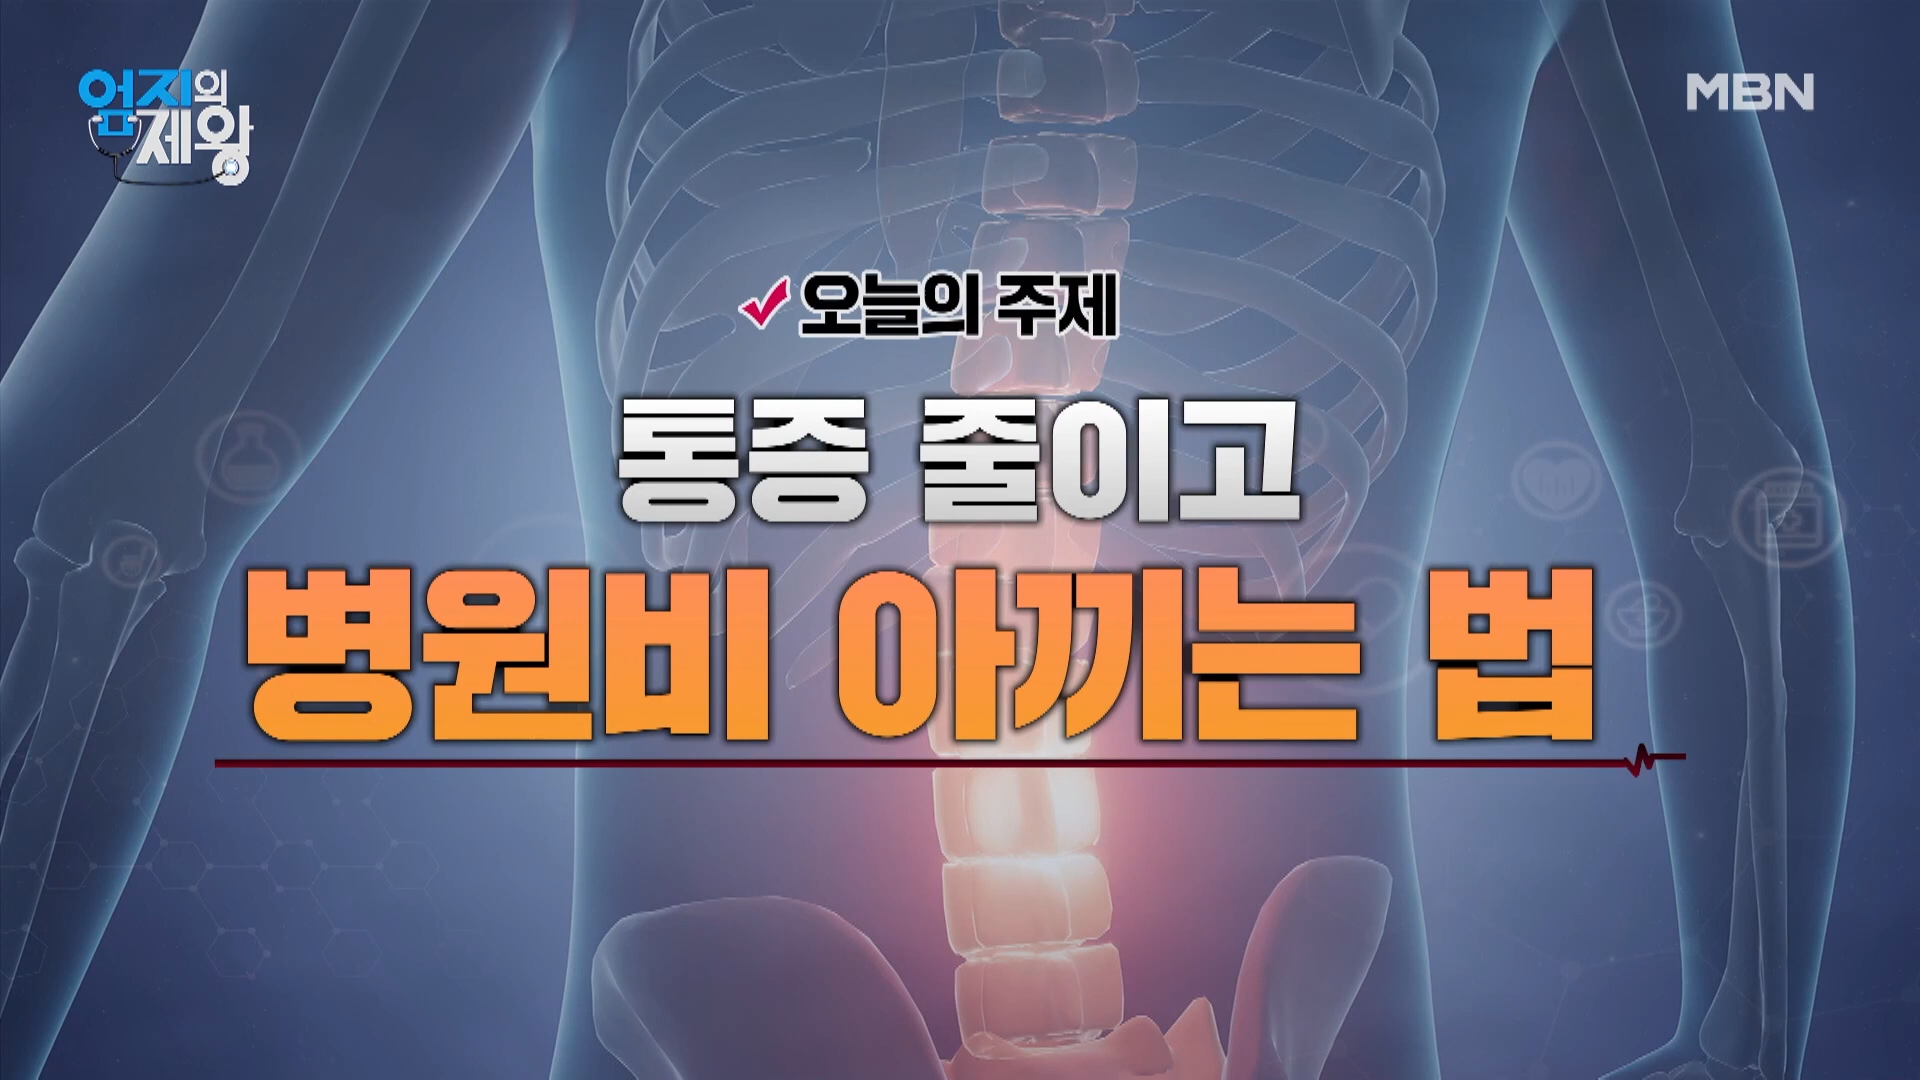 엄지의
제왕
MBN
오늘의 주제
통증 줄이고
병원비 아끼는 법